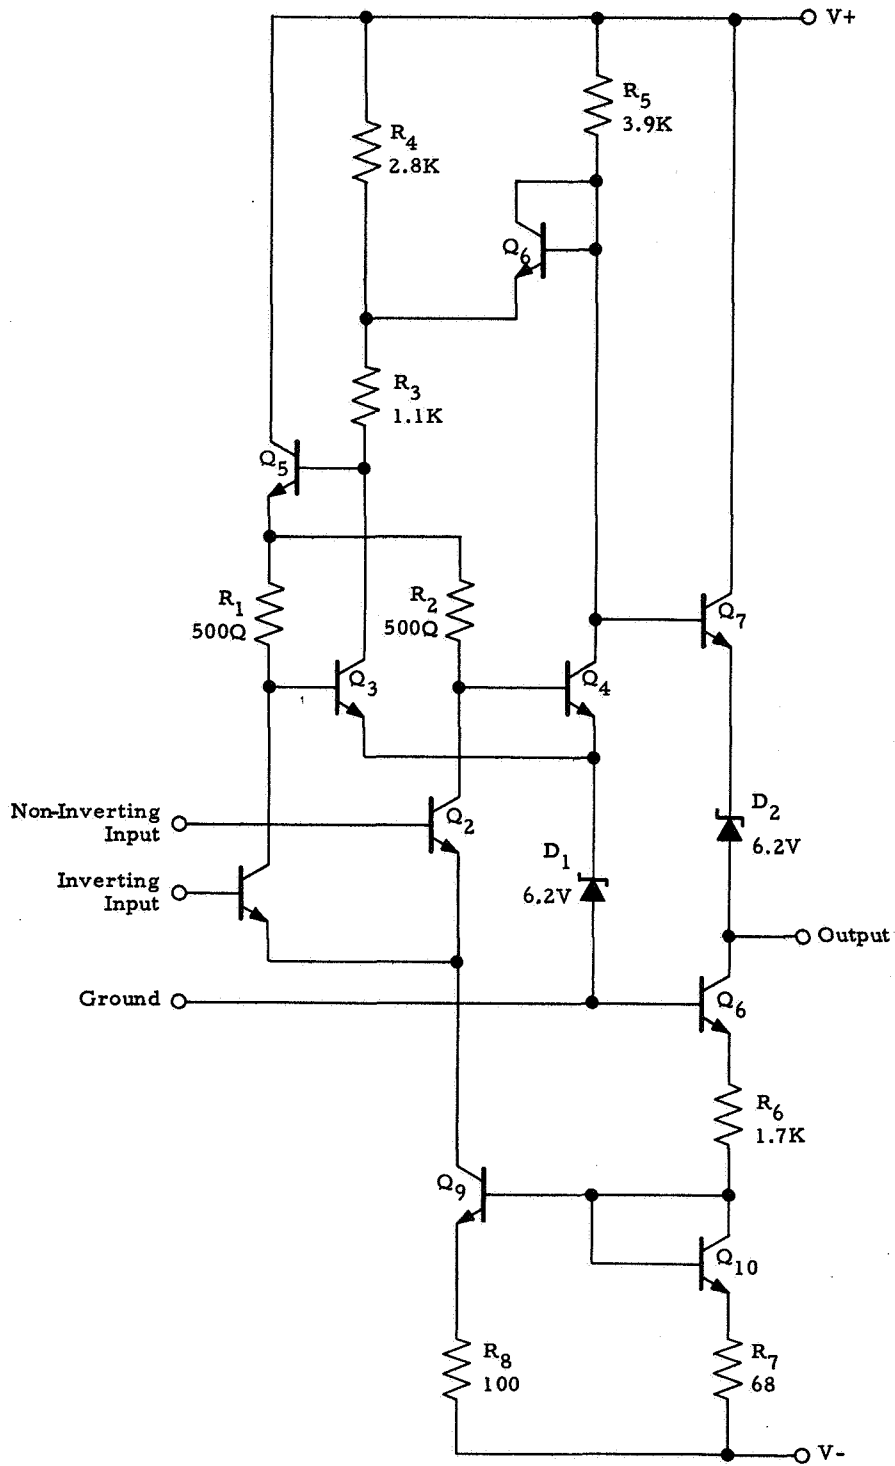 V+
R5
3.9K
R4
2.8K
Q6
R3
1.1K
Q5
R1
500Ω
R2
500Ω
Q7
Q3
Q4
Non-Inverting
Input
Q2
D2
6.2V
D1
6.2V
Inverting
Input
Output
Ground
Q6
R6
1.7K
Q9
Q10
R8
100
R7
68
V-